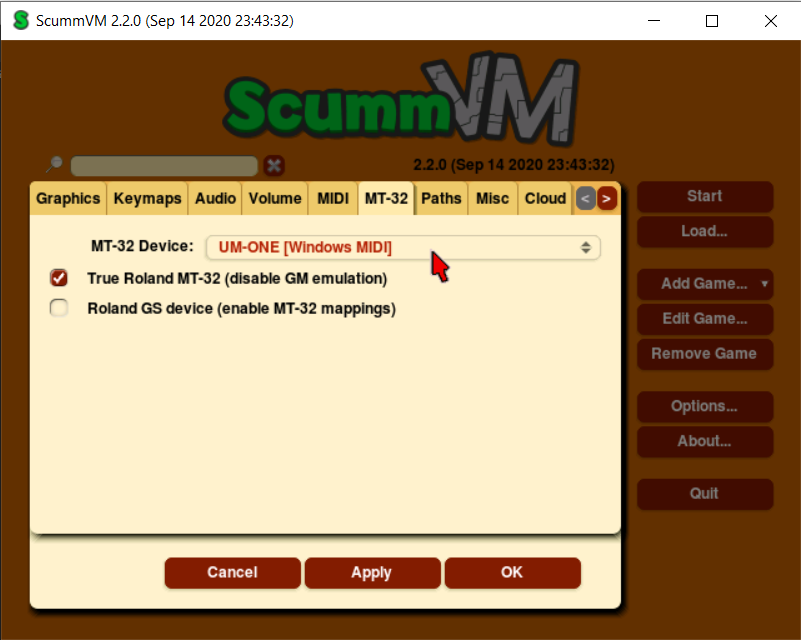 ScummVM 2.2.0 (Sep 14 2020 23:43:32)
ScummVM
2.2.0 (Sep 14 2020 23:43:32)
Graphics Keymaps Audio Volume MIDI MT-32 Paths Misc Cloud < >
MT-32 Device: UM-ONE [Windows MIDI]
True Roland MT-32 (disable GM emulation)
Roland GS device (enable MT-32 mappings)
Cancel Apply OK
Start
Load...
Add Game...
Edit Game...
Remove Game
Options...
About...
Quit